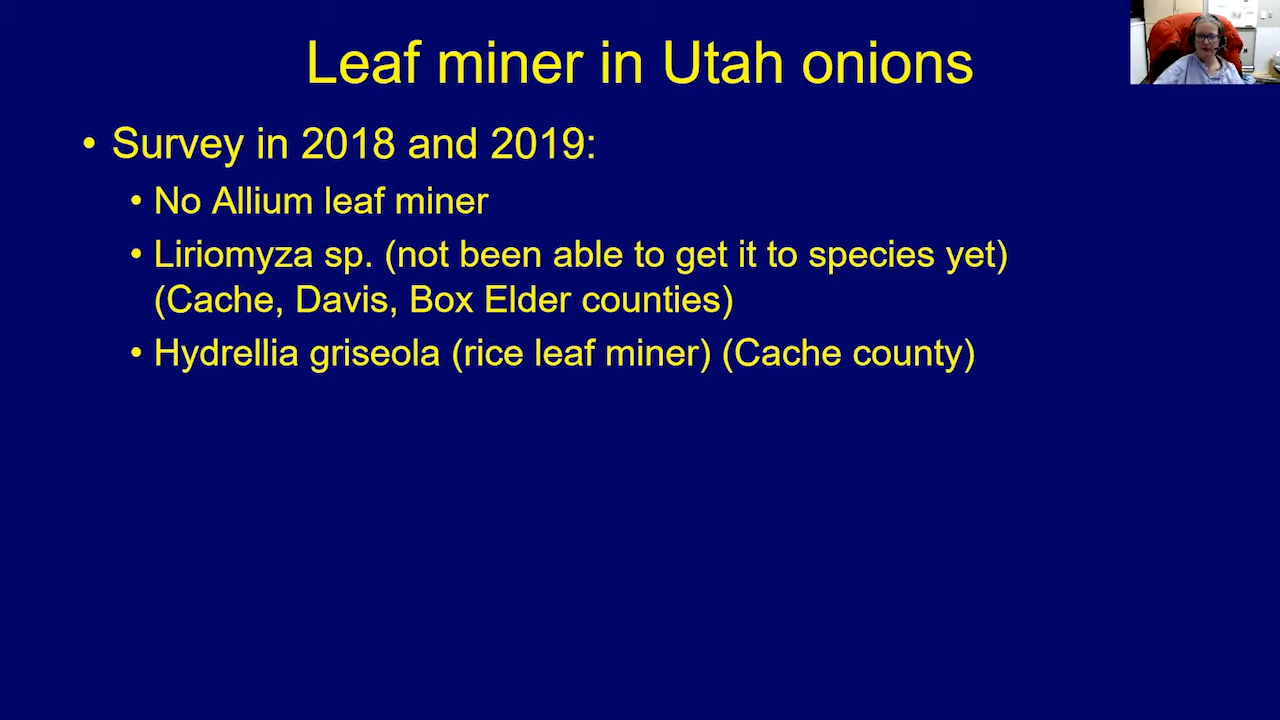 Leaf miner in Utah onions
• Survey in 2018 and 2019:
• No Allium leaf miner
• Liriomyza sp. (not been able to get it to species yet)
(Cache, Davis, Box Elder counties)
• Hydrellia griseola (rice leaf miner) (Cache county)